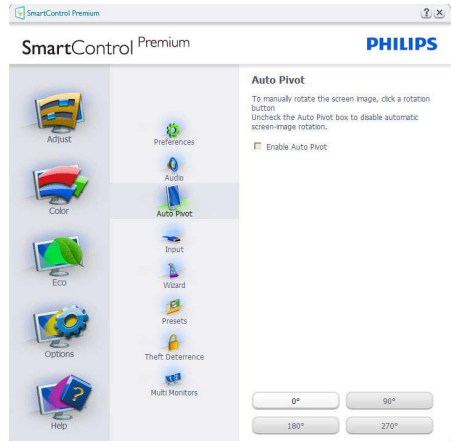 SmartControl Premium
? ×
SmartControl Premium
PHILIPS
Adjust
Color
Eco
Options
Help
Preferences
Audio
Auto Pivot
Input
Wizard
Presets
Theft Deterrence
Multi Monitors
Auto Pivot
To manually rotate the screen image, click a rotation
button
Uncheck the Auto Pivot box to disable automatic
screen-image rotation.
Enable Auto Pivot
0° 90°
180° 270°